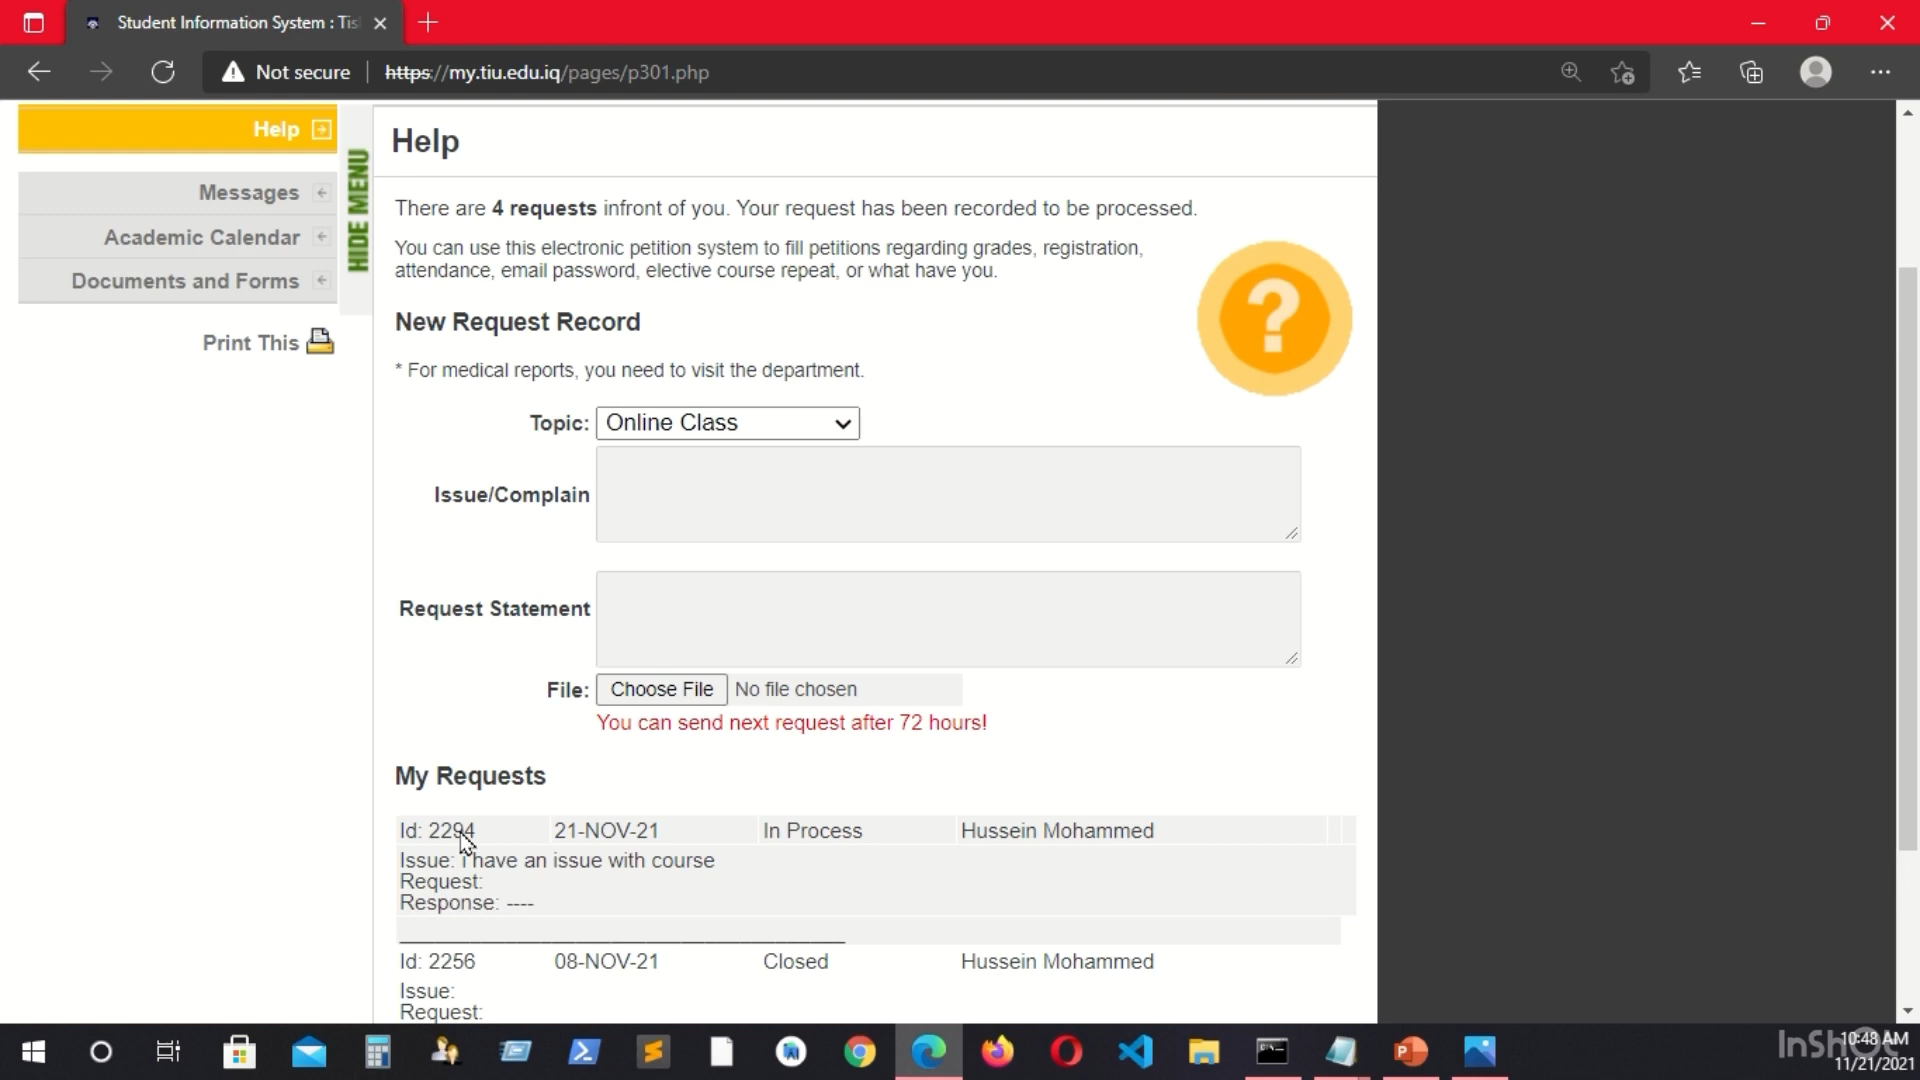 Student Information System : Tis
Not secure
https://my.tiu.edu.iq/pages/p301.php
Help
Messages
Academic Calendar
Documents and Forms
Print This
HIDE MENU
Help
There are 4 requests infront of you. Your request has been recorded to be processed.
You can use this electronic petition system to fill petitions regarding grades, registration,
attendance, email password, elective course repeat, or what have you.
New Request Record
* For medical reports, you need to visit the department.
Topic: Online Class
Issue/Complain
Request Statement
File: Choose File No file chosen
You can send next request after 72 hours!
My Requests
Id: 2294 21-NOV-21 In Process Hussein Mohammed
Issue: i have an issue with course
Request:
Response: ----
Id: 2256 08-NOV-21 Closed Hussein Mohammed
Issue:
Request:
InShOt
10:48 AM
11/21/2021